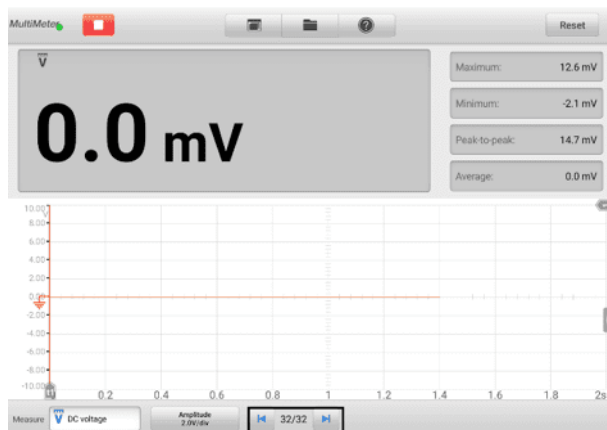 MultiMeter
Reset
V
0.0 mV
Maximum: 12.6 mV
Minimum: -2.1 mV
Peak-to-peak: 14.7 mV
Average: 0.0 mV
10.00
V
8.00
6.00
4.00
2.00
0.00
-2.00
-4.00
-6.00
-8.00
-10.00
0.2 0.4 0.6 0.8 1 1.2 1.4 1.6 1.8 2s
Measure V DC voltage
Amplitude
2.0V/div
32/32